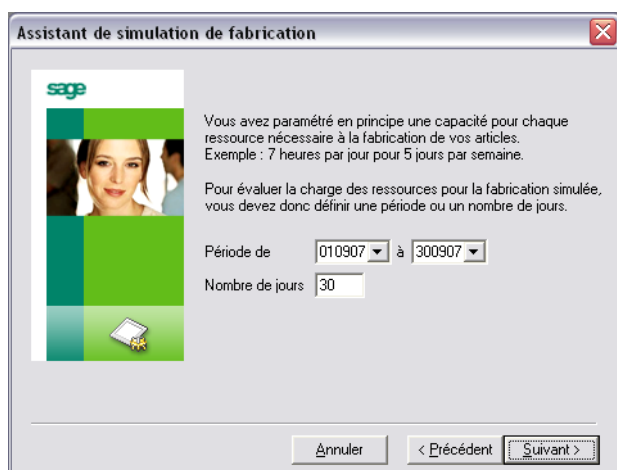 Assistant de simulation de fabrication
sage
Vous avez paramétré en principe une capacité pour chaque
ressource nécessaire à la fabrication de vos articles.
Exemple : 7 heures par jour pour 5 jours par semaine.
Pour évaluer la charge des ressources pour la fabrication simulée,
vous devez donc définir une période ou un nombre de jours.
Période de 010907 à 300907
Nombre de jours 30
Annuler < Précédent Suivant >